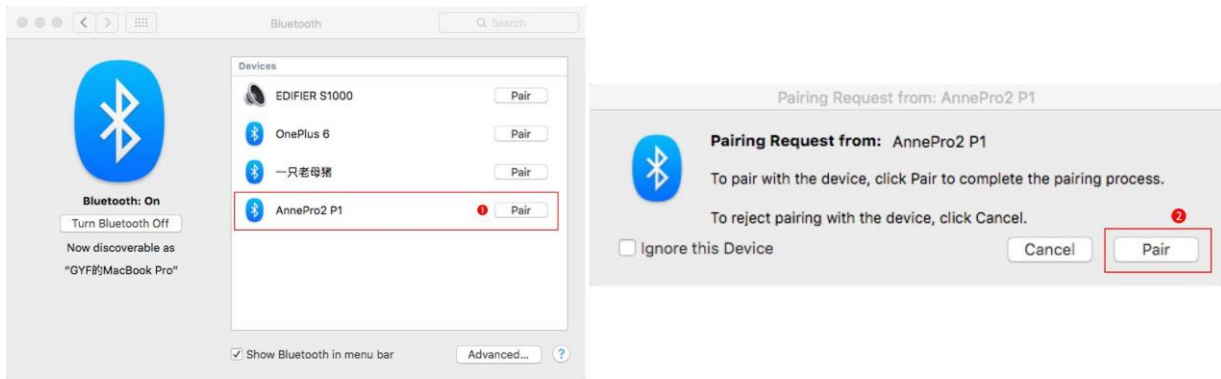 Bluetooth
Search
Devices
EDIFIER S1000
Pair
OnePlus 6
Pair
一只老母猪
Pair
AnnePro2 P1
1
Pair
Bluetooth: On
Turn Bluetooth Off
Now discoverable as
"GYF的MacBook Pro"
Show Bluetooth in menu bar
Advanced...
?
Pairing Request from: AnnePro2 P1
Pairing Request from: AnnePro2 P1
To pair with the device, click Pair to complete the pairing process.
To reject pairing with the device, click Cancel.
2
Ignore this Device
Cancel
Pair